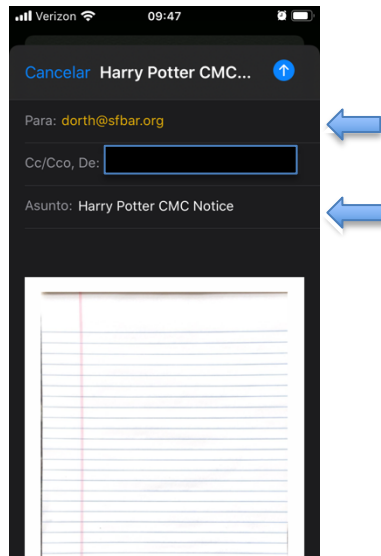 Verizon 09:47
Cancelar Harry Potter CMC...
Para: dorth@sfbar.org
Cc/Cco, De:
Asunto: Harry Potter CMC Notice